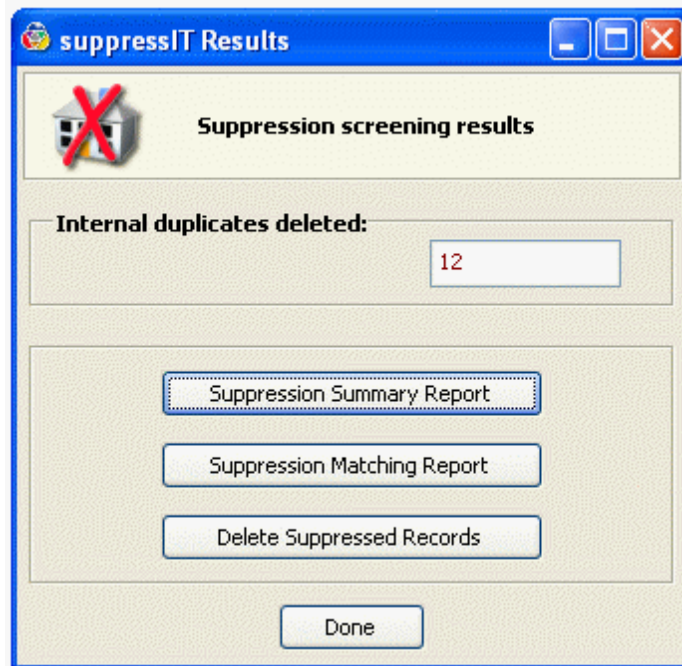 suppressIT Results
Suppression screening results
Internal duplicates deleted:
12
Suppression Summary Report
Suppression Matching Report
Delete Suppressed Records
Done